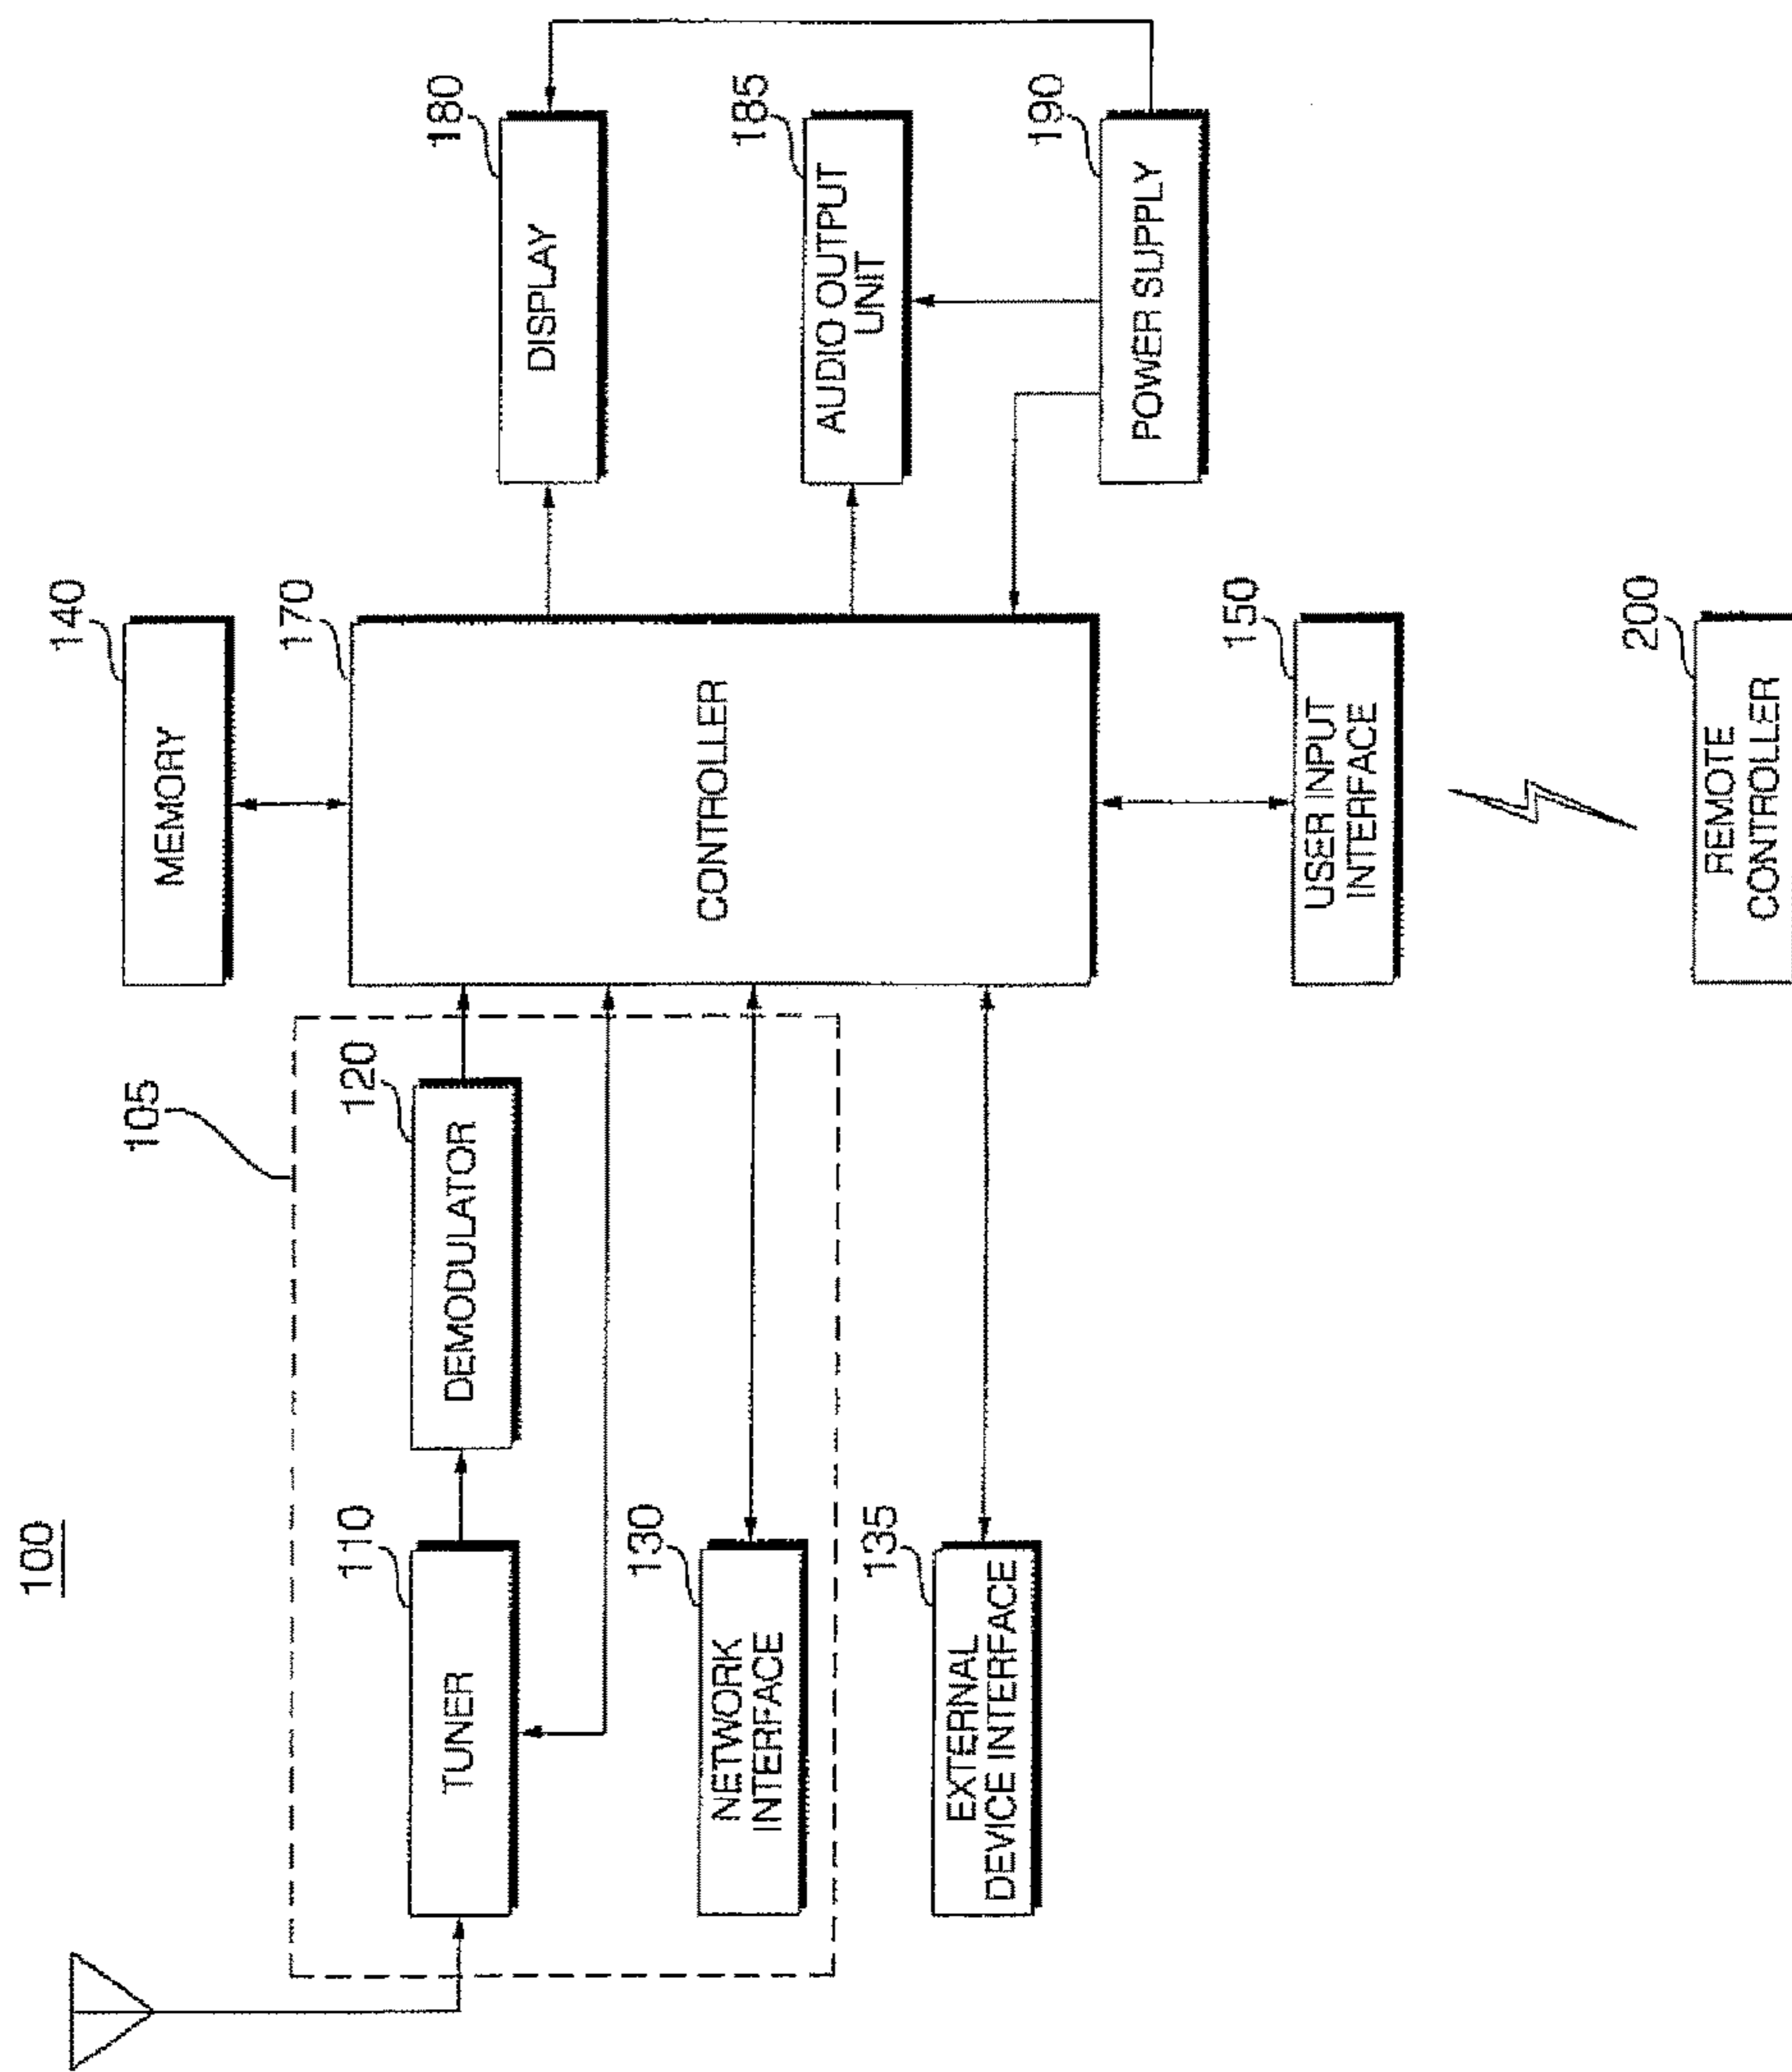 100
105
110
TUNER
120
DEMODULATOR
130
NETWORK
INTERFACE
135
EXTERNAL
DEVICE INTERFACE
140
MEMORY
170
CONTROLLER
150
USER INPUT
INTERFACE
200
REMOTE
CONTROLLER
180
DISPLAY
185
AUDIO OUTPUT
UNIT
190
POWER SUPPLY